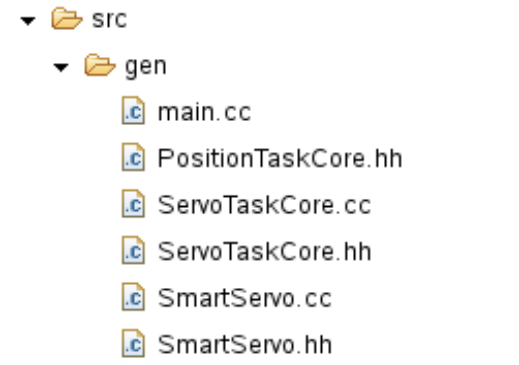 src
gen
.c main.cc
.c PositionTaskCore.hh
.c ServoTaskCore.cc
.c ServoTaskCore.hh
.c SmartServo.cc
.c SmartServo.hh